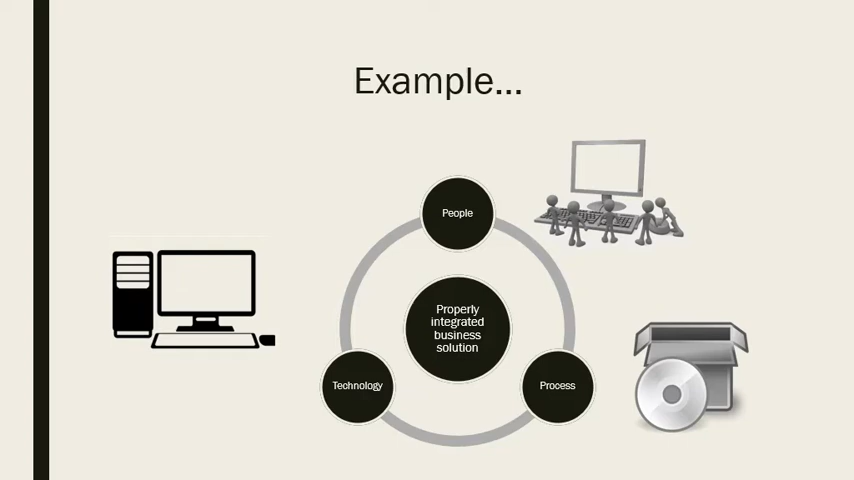 Example...
People
Properly
integrated
business
solution
Technology
Process